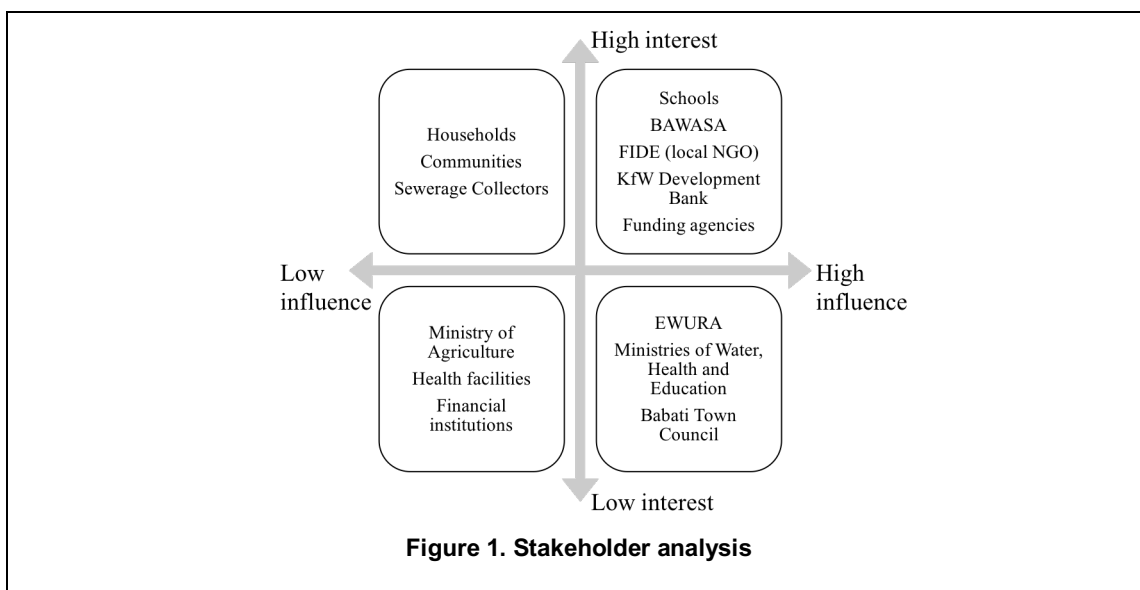 High interest
Households
Communities
Sewerage Collectors
Schools
BAWASA
FIDE (local NGO)
KfW Development
Bank
Funding agencies
Low
influence
High
influence
Ministry of
Agriculture
Health facilities
Financial
institutions
EWURA
Ministries of Water,
Health and
Education
Babati Town
Council
Low interest
Figure 1. Stakeholder analysis